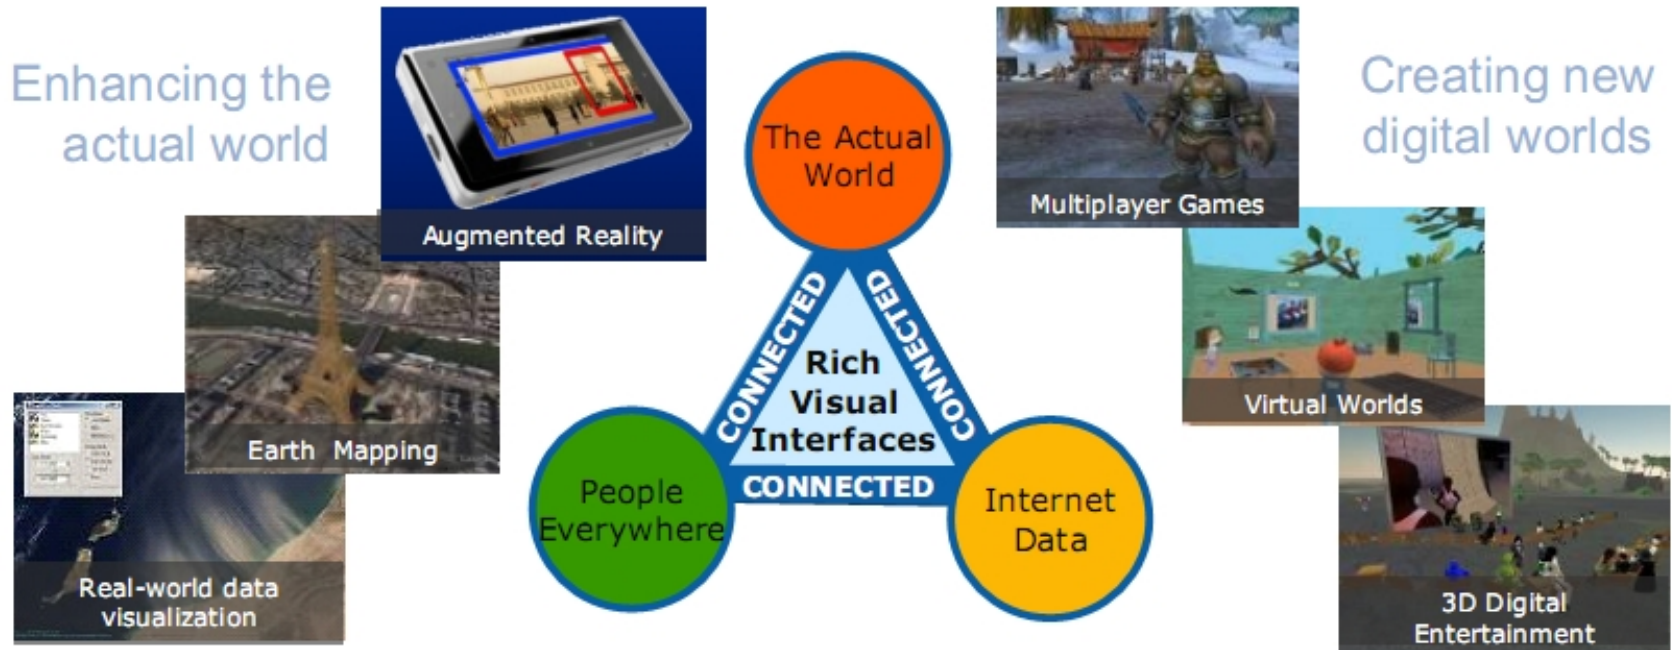 Enhancing the
actual world
Augmented Reality
Earth  Mapping
Real-world data
visualization
The Actual
World
CONNECTED
CONNECTED
Rich
Visual
Interfaces
CONNECTED
People
Everywhere
Internet
Data
Creating new
digital worlds
Multiplayer Games
Virtual Worlds
3D Digital
Entertainment